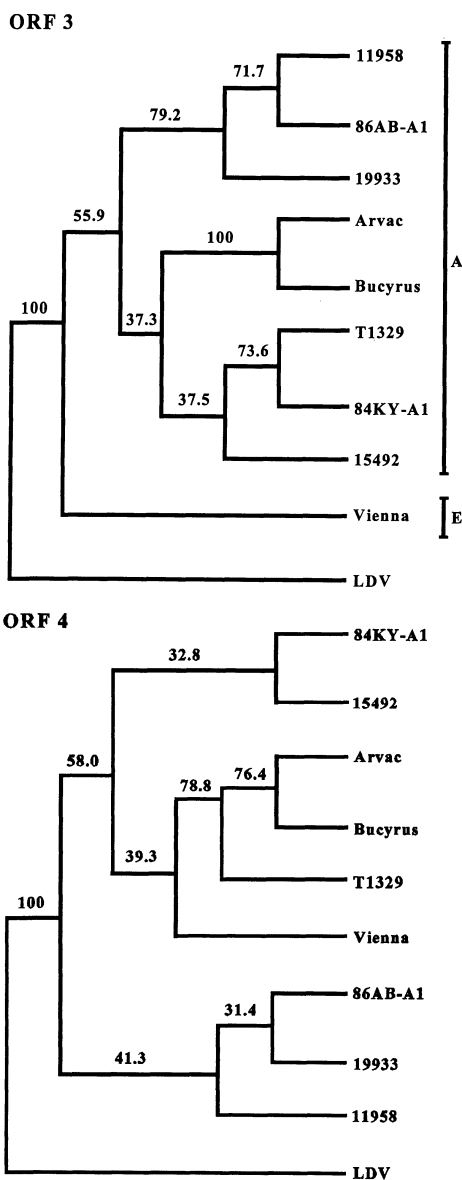 ORF 3
11958
71.7
86AB-A1
79.2
19933
55.9
Arvac
100
A
Bucyrus
100
37.3
T1329
73.6
84KY-A1
37.5
15492
Vienna
E
LDV
ORF 4
84KY-A1
32.8
15492
58.0
Arvac
76.4
78.8
Bucyrus
39.3
T1329
100
Vienna
86AB-A1
31.4
19933
41.3
11958
LDV